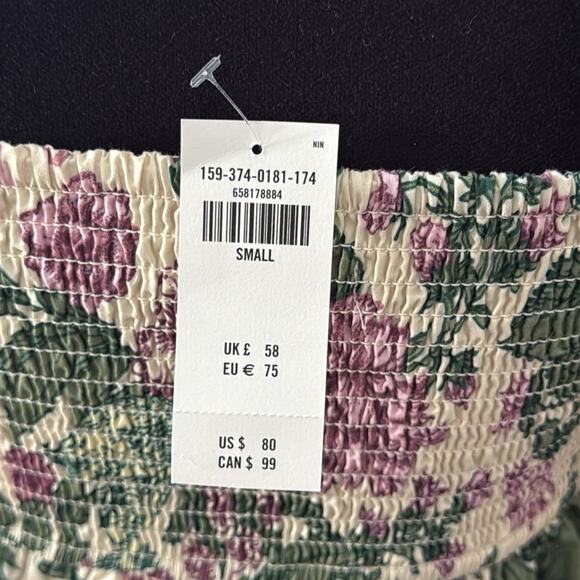 NIN
159-374-0181-174
658178884
SMALL
UK £ 58
EU € 75
US $ 80
CAN $ 99